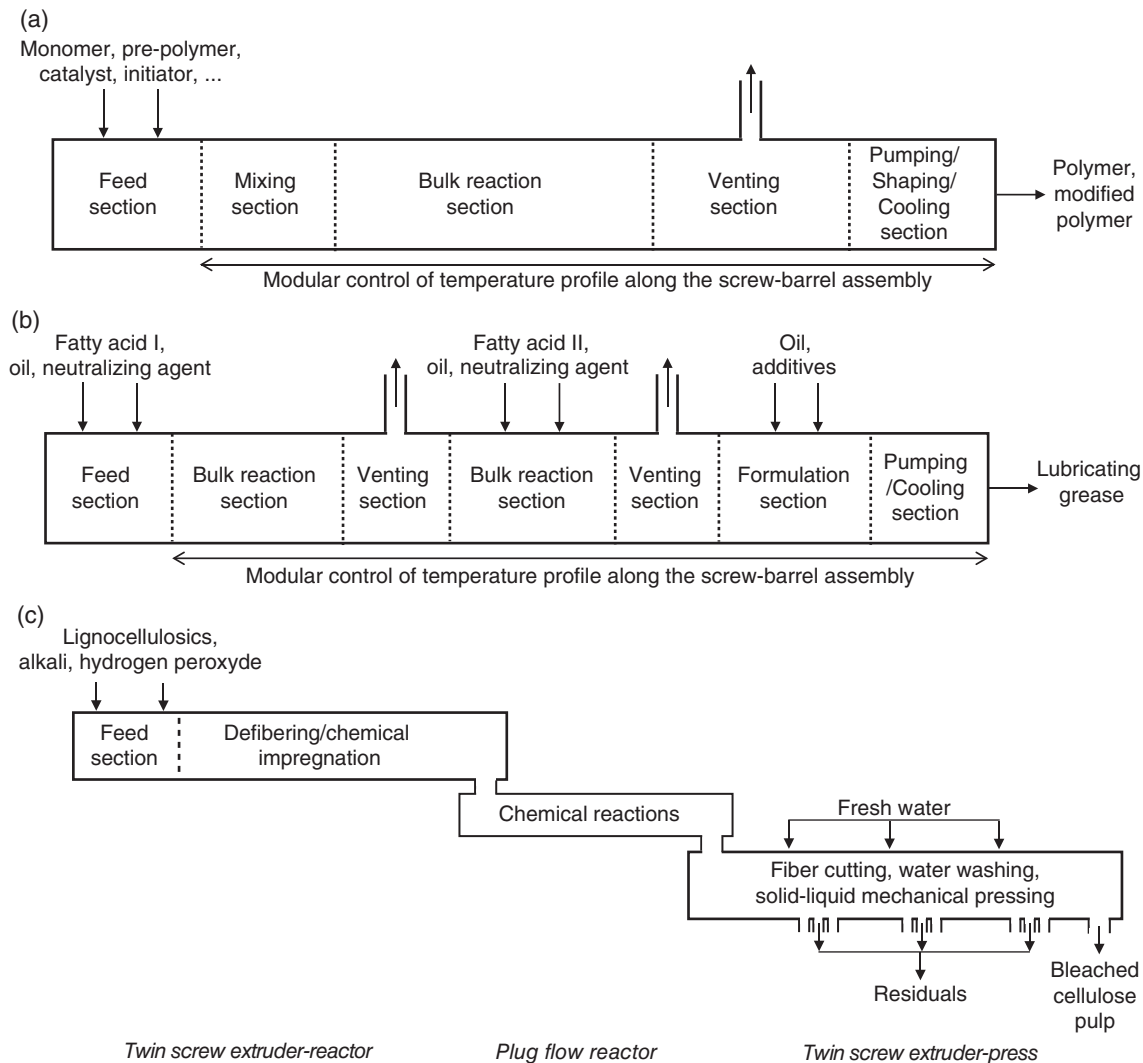 (a)
Monomer, pre-polymer,
catalyst, initiator, ...
Feed
section
Mixing
section
Bulk reaction
section
Venting
section
Pumping/
Shaping/
Cooling
section
Polymer,
modified
polymer
Modular control of temperature profile along the screw-barrel assembly
(b)
Fatty acid I,
oil, neutralizing agent
Fatty acid II,
oil, neutralizing agent
Oil,
additives
Feed
section
Bulk reaction
section
Venting
section
Bulk reaction
section
Venting
section
Formulation
section
Pumping
/Cooling
section
Lubricating
grease
Modular control of temperature profile along the screw-barrel assembly
(c)
Lignocellulosics,
alkali, hydrogen peroxyde
Feed
section
Defibering/chemical
impregnation
Chemical reactions
Fresh water
Fiber cutting, water washing,
solid-liquid mechanical pressing
Residuals
Bleached
cellulose
pulp
Twin screw extruder-reactor
Plug flow reactor
Twin screw extruder-press